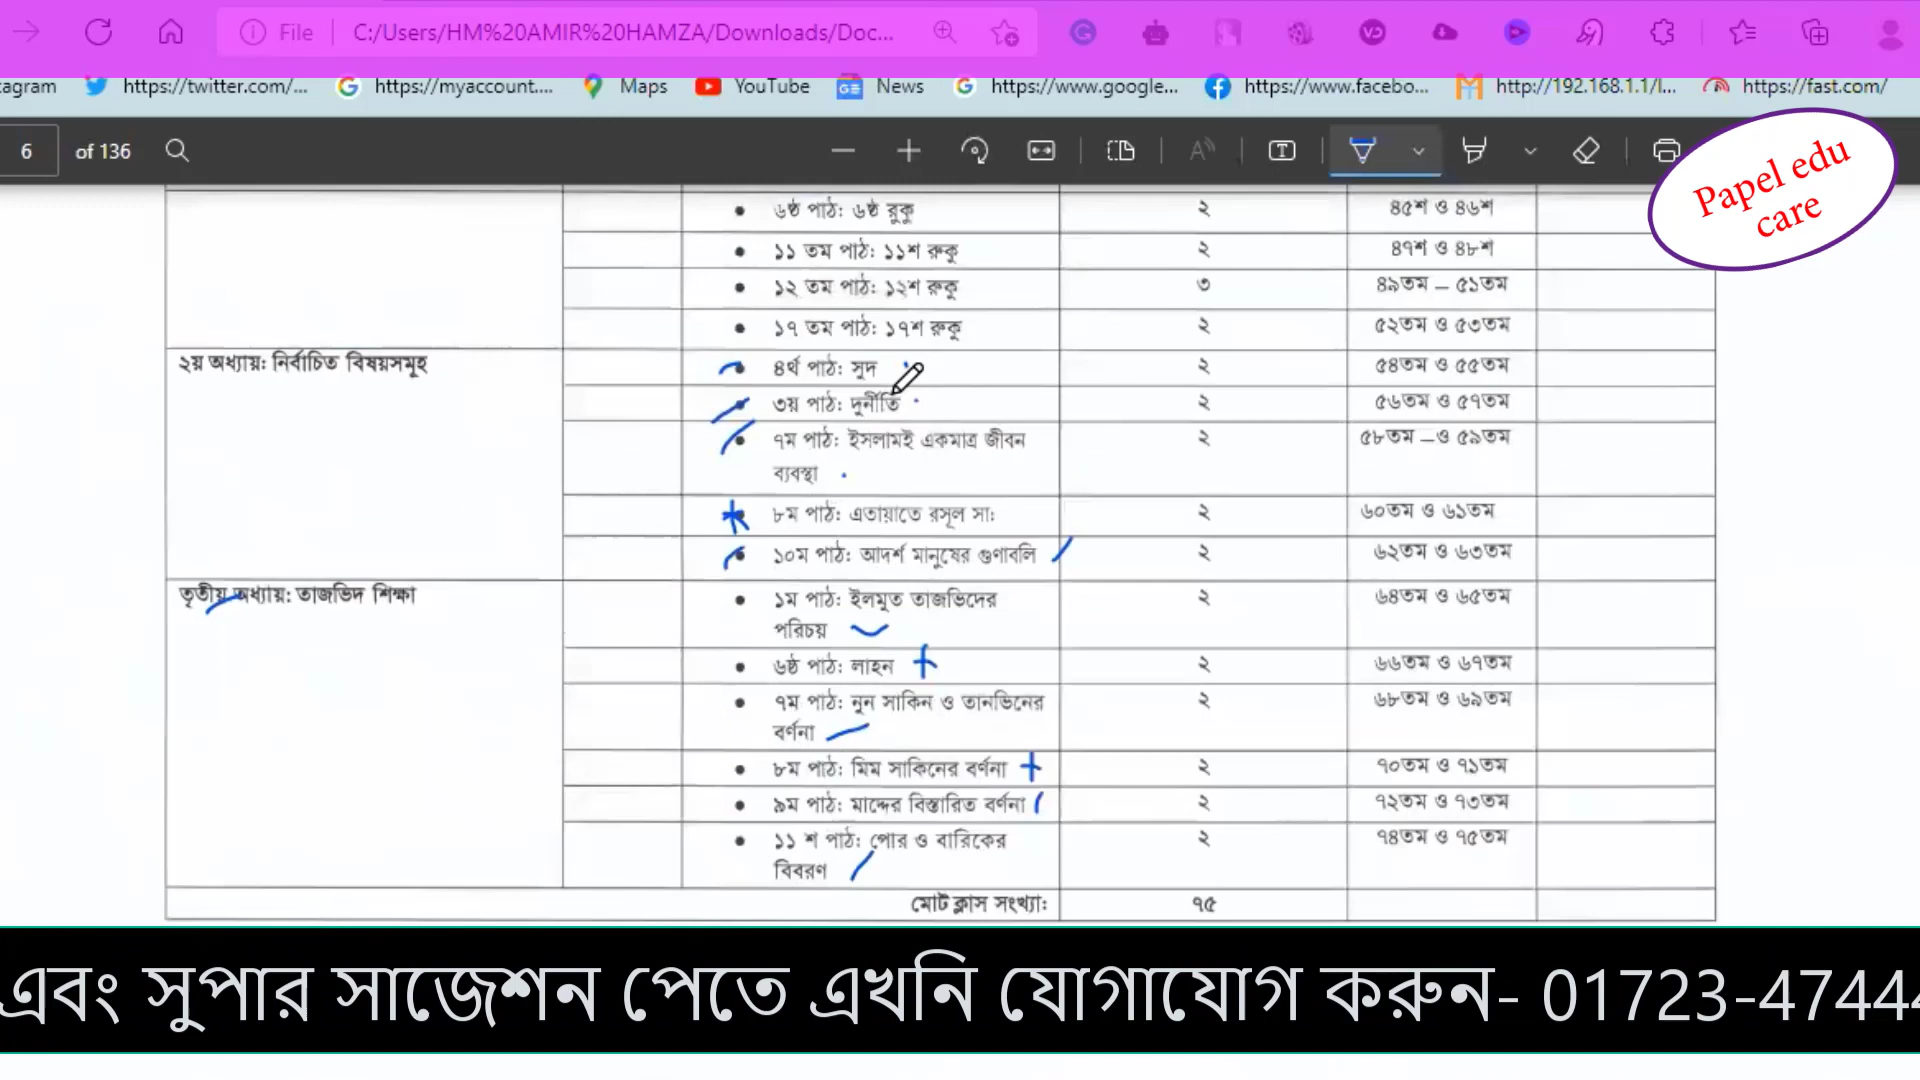 File
C:/Users/HM%20AMIR%20HAMZA/Downloads/Doc...
agram
https://twitter.com/...
https://myaccount....
Maps
YouTube
News
https://www.google...
https://www.facebo...
http://192.168.1.1/l...
https://fast.com/
6 of 136
Papel edu
care
৬ষ্ঠ পাঠ: ৬ষ্ঠ রুকু ২ ৪৫শ ও ৪৬শ
১১ তম পাঠ: ১১শ রুকু ২ ৪৭শ ও ৪৮শ
১২ তম পাঠ: ১২শ রুকু ৩ ৪৯তম – ৫১তম
১৭ তম পাঠ: ১৭শ রুকু ২ ৫২তম ও ৫৩তম
২য় অধ্যায়: নির্বাচিত বিষয়সমূহ ৪র্থ পাঠ: সুদ ২ ৫৪তম ও ৫৫তম
৩য় পাঠ: দুর্নীতি ২ ৫৬তম ও ৫৭তম
৭ম পাঠ: ইসলামই একমাত্র জীবন ২ ৫৮তম –ও ৫৯তম
ব্যবস্থা
৮ম পাঠ: এতায়াতে রসূল সা: ২ ৬০তম ও ৬১তম
১০ম পাঠ: আদর্শ মানুষের গুণাবলি ২ ৬২তম ও ৬৩তম
তৃতীয় অধ্যায়: তাজভিদ শিক্ষা ১ম পাঠ: ইলমুত তাজভিদের ২ ৬৪তম ও ৬৫তম
পরিচয়
৬ষ্ঠ পাঠ: লাহন ২ ৬৬তম ও ৬৭তম
৭ম পাঠ: নুন সাকিন ও তানভিনের ২ ৬৮তম ও ৬৯তম
বর্ণনা
৮ম পাঠ: মিম সাকিনের বর্ণনা ২ ৭০তম ও ৭১তম
৯ম পাঠ: মাদ্দের বিস্তারিত বর্ণনা ২ ৭২তম ও ৭৩তম
১১ শ পাঠ: পোর ও বারিকের ২ ৭৪তম ও ৭৫তম
বিবরণ
মোট ক্লাস সংখ্যা: ৭৫
এবং সুপার সাজেশন পেতে এখনি যোগাযোগ করুন- 01723-47444